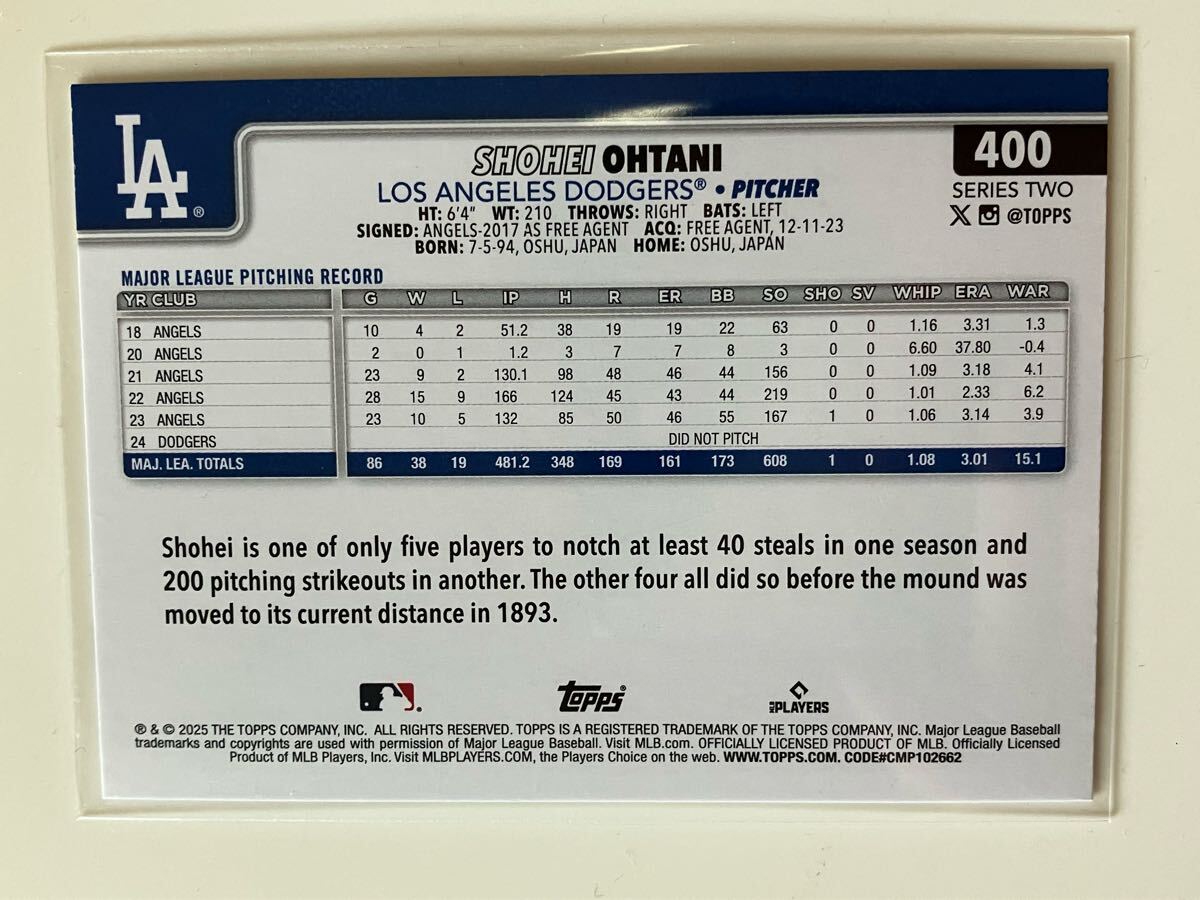 LA®
400
SHOHEI OHTANI
LOS ANGELES DODGERS® • PITCHER
SERIES TWO
@TOPPS
HT: 6'4" WT: 210 THROWS: RIGHT BATS: LEFT
SIGNED: ANGELS-2017 AS FREE AGENT ACQ: FREE AGENT, 12-11-23
BORN: 7-5-94, OSHU, JAPAN HOME: OSHU, JAPAN
MAJOR LEAGUE PITCHING RECORD
YR CLUB G W L IP H R ER BB SO SHO SV WHIP ERA WAR
18 ANGELS 10 4 2 51.2 38 19 19 22 63 0 0 1.16 3.31 1.3
20 ANGELS 2 0 1 1.2 3 7 7 8 3 0 0 6.60 37.80 -0.4
21 ANGELS 23 9 2 130.1 98 48 46 44 156 0 0 1.09 3.18 4.1
22 ANGELS 28 15 9 166 124 45 43 44 219 0 0 1.01 2.33 6.2
23 ANGELS 23 10 5 132 85 50 46 55 167 1 0 1.06 3.14 3.9
24 DODGERS DID NOT PITCH
MAJ. LEA. TOTALS 86 38 19 481.2 348 169 161 173 608 1 0 1.08 3.01 15.1
Shohei is one of only five players to notch at least 40 steals in one season and
200 pitching strikeouts in another. The other four all did so before the mound was
moved to its current distance in 1893.
Topps® MLB PLAYERS
® & © 2025 THE TOPPS COMPANY, INC. ALL RIGHTS RESERVED. TOPPS IS A REGISTERED TRADEMARK OF THE TOPPS COMPANY, INC. Major League Baseball
trademarks and copyrights are used with permission of Major League Baseball. Visit MLB.com. OFFICIALLY LICENSED PRODUCT OF MLB. Officially Licensed
Product of MLB Players, Inc. Visit MLBPLAYERS.COM, the Players Choice on the web. WWW.TOPPS.COM. CODE#CMP102662